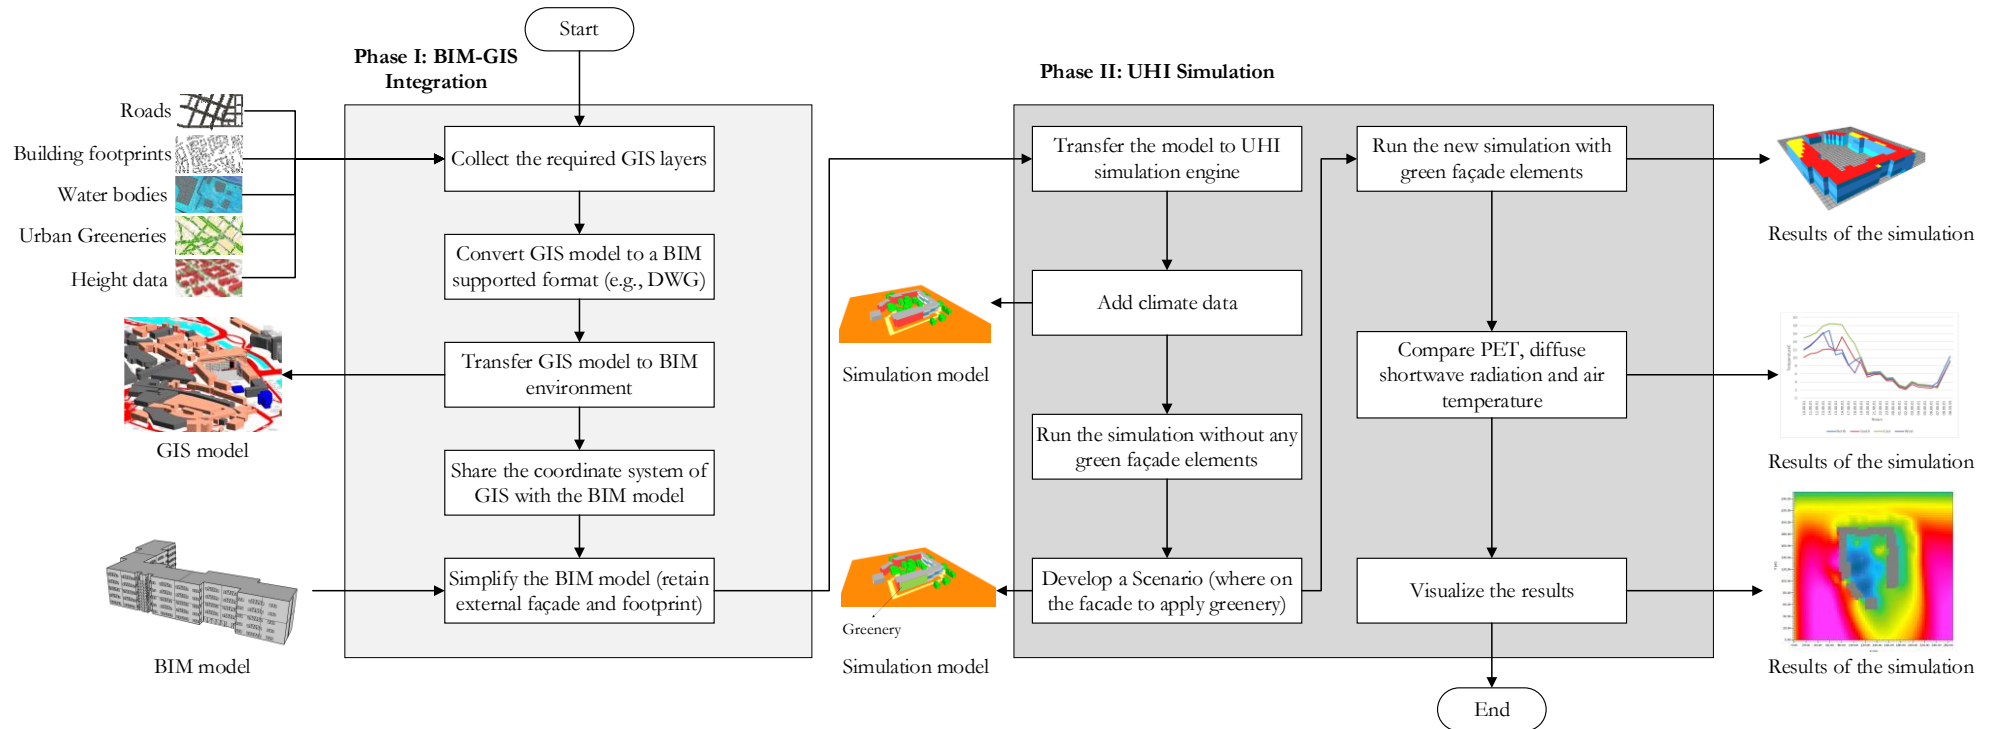 Start
Phase I: BIM-GIS
Integration
Roads
Building footprints
Water bodies
Urban Greeneries
Height data
GIS model
BIM model
Collect the required GIS layers
Convert GIS model to a BIM
supported format (e.g., DWG)
Transfer GIS model to BIM
environment
Share the coordinate system of
GIS with the BIM model
Simplify the BIM model (retain
external façade and footprint)
Simulation model
Greenery
Simulation model
Phase II: UHI Simulation
Transfer the model to UHI
simulation engine
Add climate data
Run the simulation without any
green façade elements
Develop a Scenario (where on
the facade to apply greenery)
Run the new simulation with
green façade elements
Compare PET, diffuse
shortwave radiation and air
temperature
Visualize the results
End
Results of the simulation
Results of the simulation
Results of the simulation